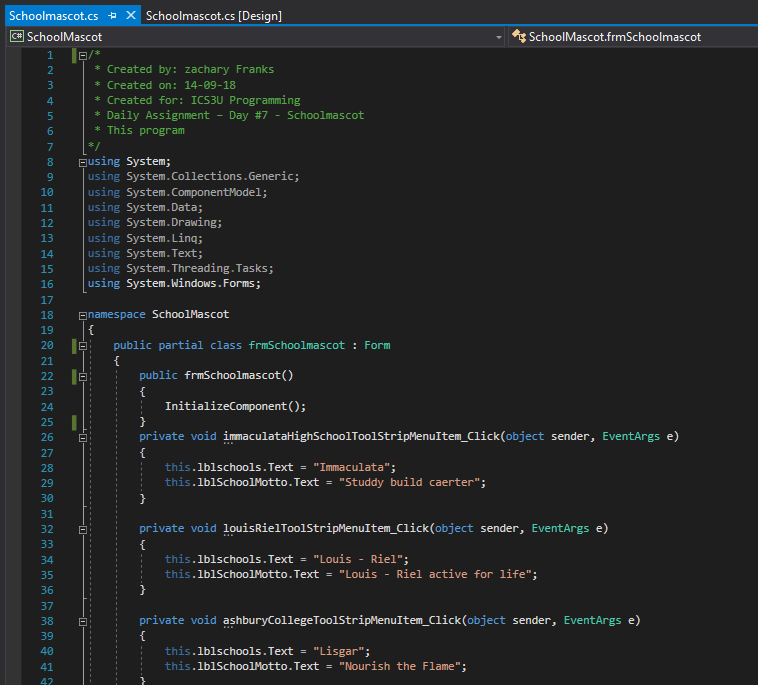 Schoolmascot.cs Schoolmascot.cs [Design]
C# SchoolMascot SchoolMascot.frmSchoolmascot
1 /*
2 * Created by: zachary Franks
3 * Created on: 14-09-18
4 * Created for: ICS3U Programming
5 * Daily Assignment – Day #7 - Schoolmascot
6 * This program
7 */
8 using System;
9 using System.Collections.Generic;
10 using System.ComponentModel;
11 using System.Data;
12 using System.Drawing;
13 using System.Linq;
14 using System.Text;
15 using System.Threading.Tasks;
16 using System.Windows.Forms;
17
18 namespace SchoolMascot
19 {
20 public partial class frmSchoolmascot : Form
21 {
22 public frmSchoolmascot()
23 {
24 InitializeComponent();
25 }
26 private void immaculataHighSchoolToolStripMenuItem_Click(object sender, EventArgs e)
27 {
28 this.lblschools.Text = "Immaculata";
29 this.lblSchoolMotto.Text = "Studdy build caerter";
30 }
31
32 private void louisRielToolStripMenuItem_Click(object sender, EventArgs e)
33 {
34 this.lblschools.Text = "Louis - Riel";
35 this.lblSchoolMotto.Text = "Louis - Riel active for life";
36 }
37
38 private void ashburyCollegeToolStripMenuItem_Click(object sender, EventArgs e)
39 {
40 this.lblschools.Text = "Lisgar";
41 this.lblSchoolMotto.Text = "Nourish the Flame";
42 }